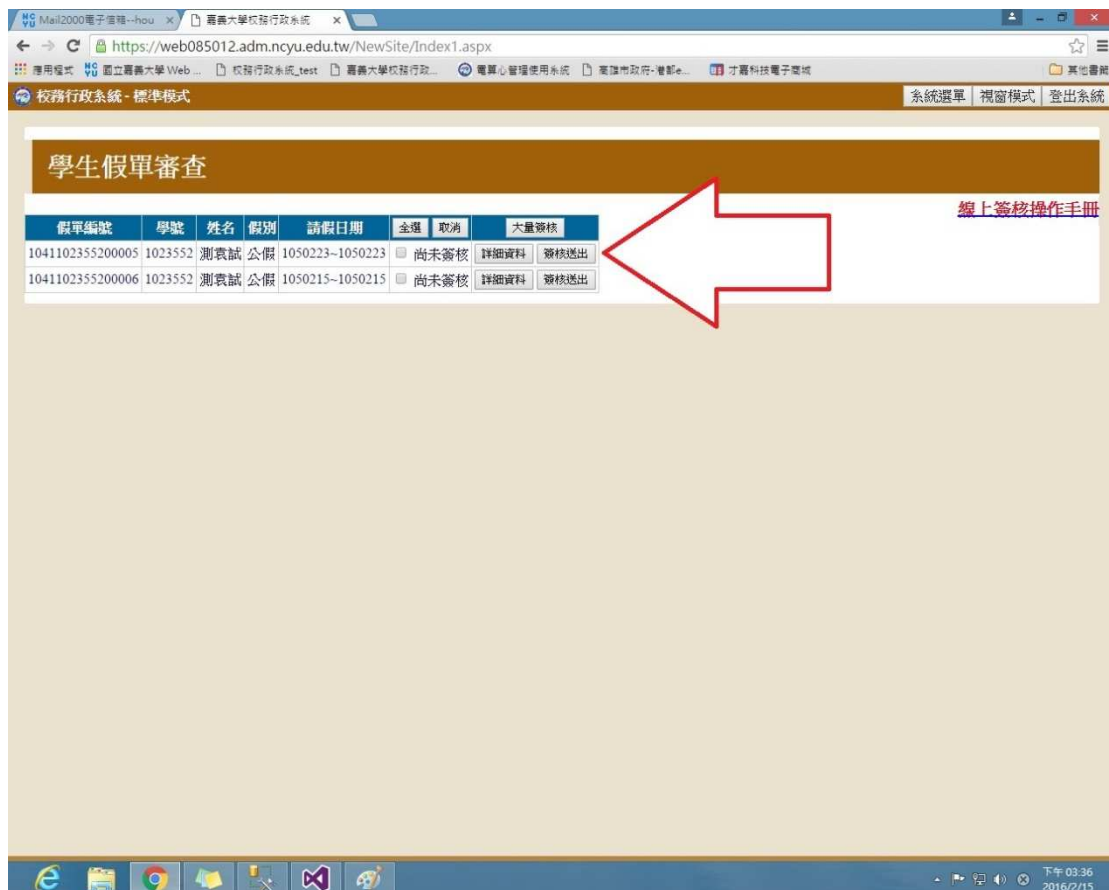 Mail2000電子信箱--hou
嘉義大學校務行政系統
https://web085012.adm.ncyu.edu.tw/NewSite/Index1.aspx
應用程式 國立嘉義大學 Web ... 校務行政系統_test 嘉義大學校務行政... 電算心管理使用系統 高雄市政府-港都e... 才嘉科技電子商城 其他書籤
校務行政系統 - 標準模式 系統選單 視窗模式 登出系統
學生假單審查
線上簽核操作手冊
假單編號 學號 姓名 假別 請假日期 全選 取消 大量簽核
1041102355200005 1023552 測袁試 公假 1050223~1050223 尚未簽核 詳細資料 簽核送出
1041102355200006 1023552 測袁試 公假 1050215~1050215 尚未簽核 詳細資料 簽核送出
下午 03:36
2016/2/15